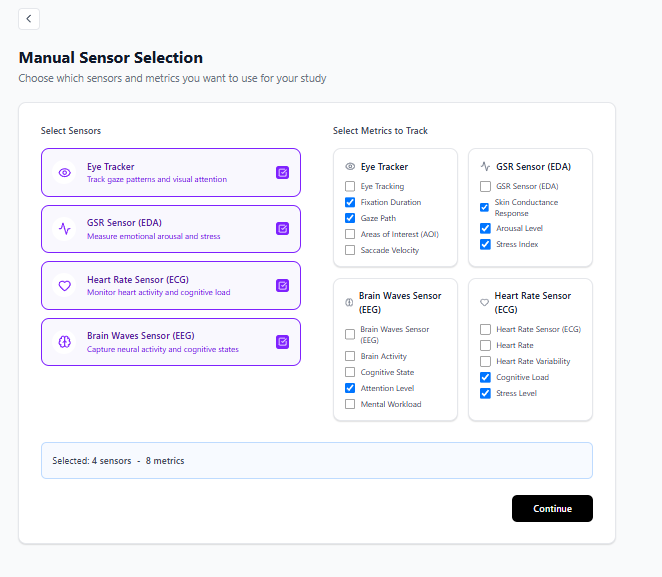 Manual Sensor Selection
Choose which sensors and metrics you want to use for your study
Select Sensors
Eye Tracker
Track gaze patterns and visual attention
GSR Sensor (EDA)
Measure emotional arousal and stress
Heart Rate Sensor (ECG)
Monitor heart activity and cognitive load
Brain Waves Sensor (EEG)
Capture neural activity and cognitive states
Select Metrics to Track
Eye Tracker
Eye Tracking
Fixation Duration
Gaze Path
Areas of Interest (AOI)
Saccade Velocity
GSR Sensor (EDA)
GSR Sensor (EDA)
Skin Conductance
Response
Arousal Level
Stress Index
Brain Waves Sensor
(EEG)
Brain Waves Sensor
(EEG)
Brain Activity
Cognitive State
Attention Level
Mental Workload
Heart Rate Sensor
(ECG)
Heart Rate Sensor (ECG)
Heart Rate
Heart Rate Variability
Cognitive Load
Stress Level
Selected: 4 sensors - 8 metrics
Continue